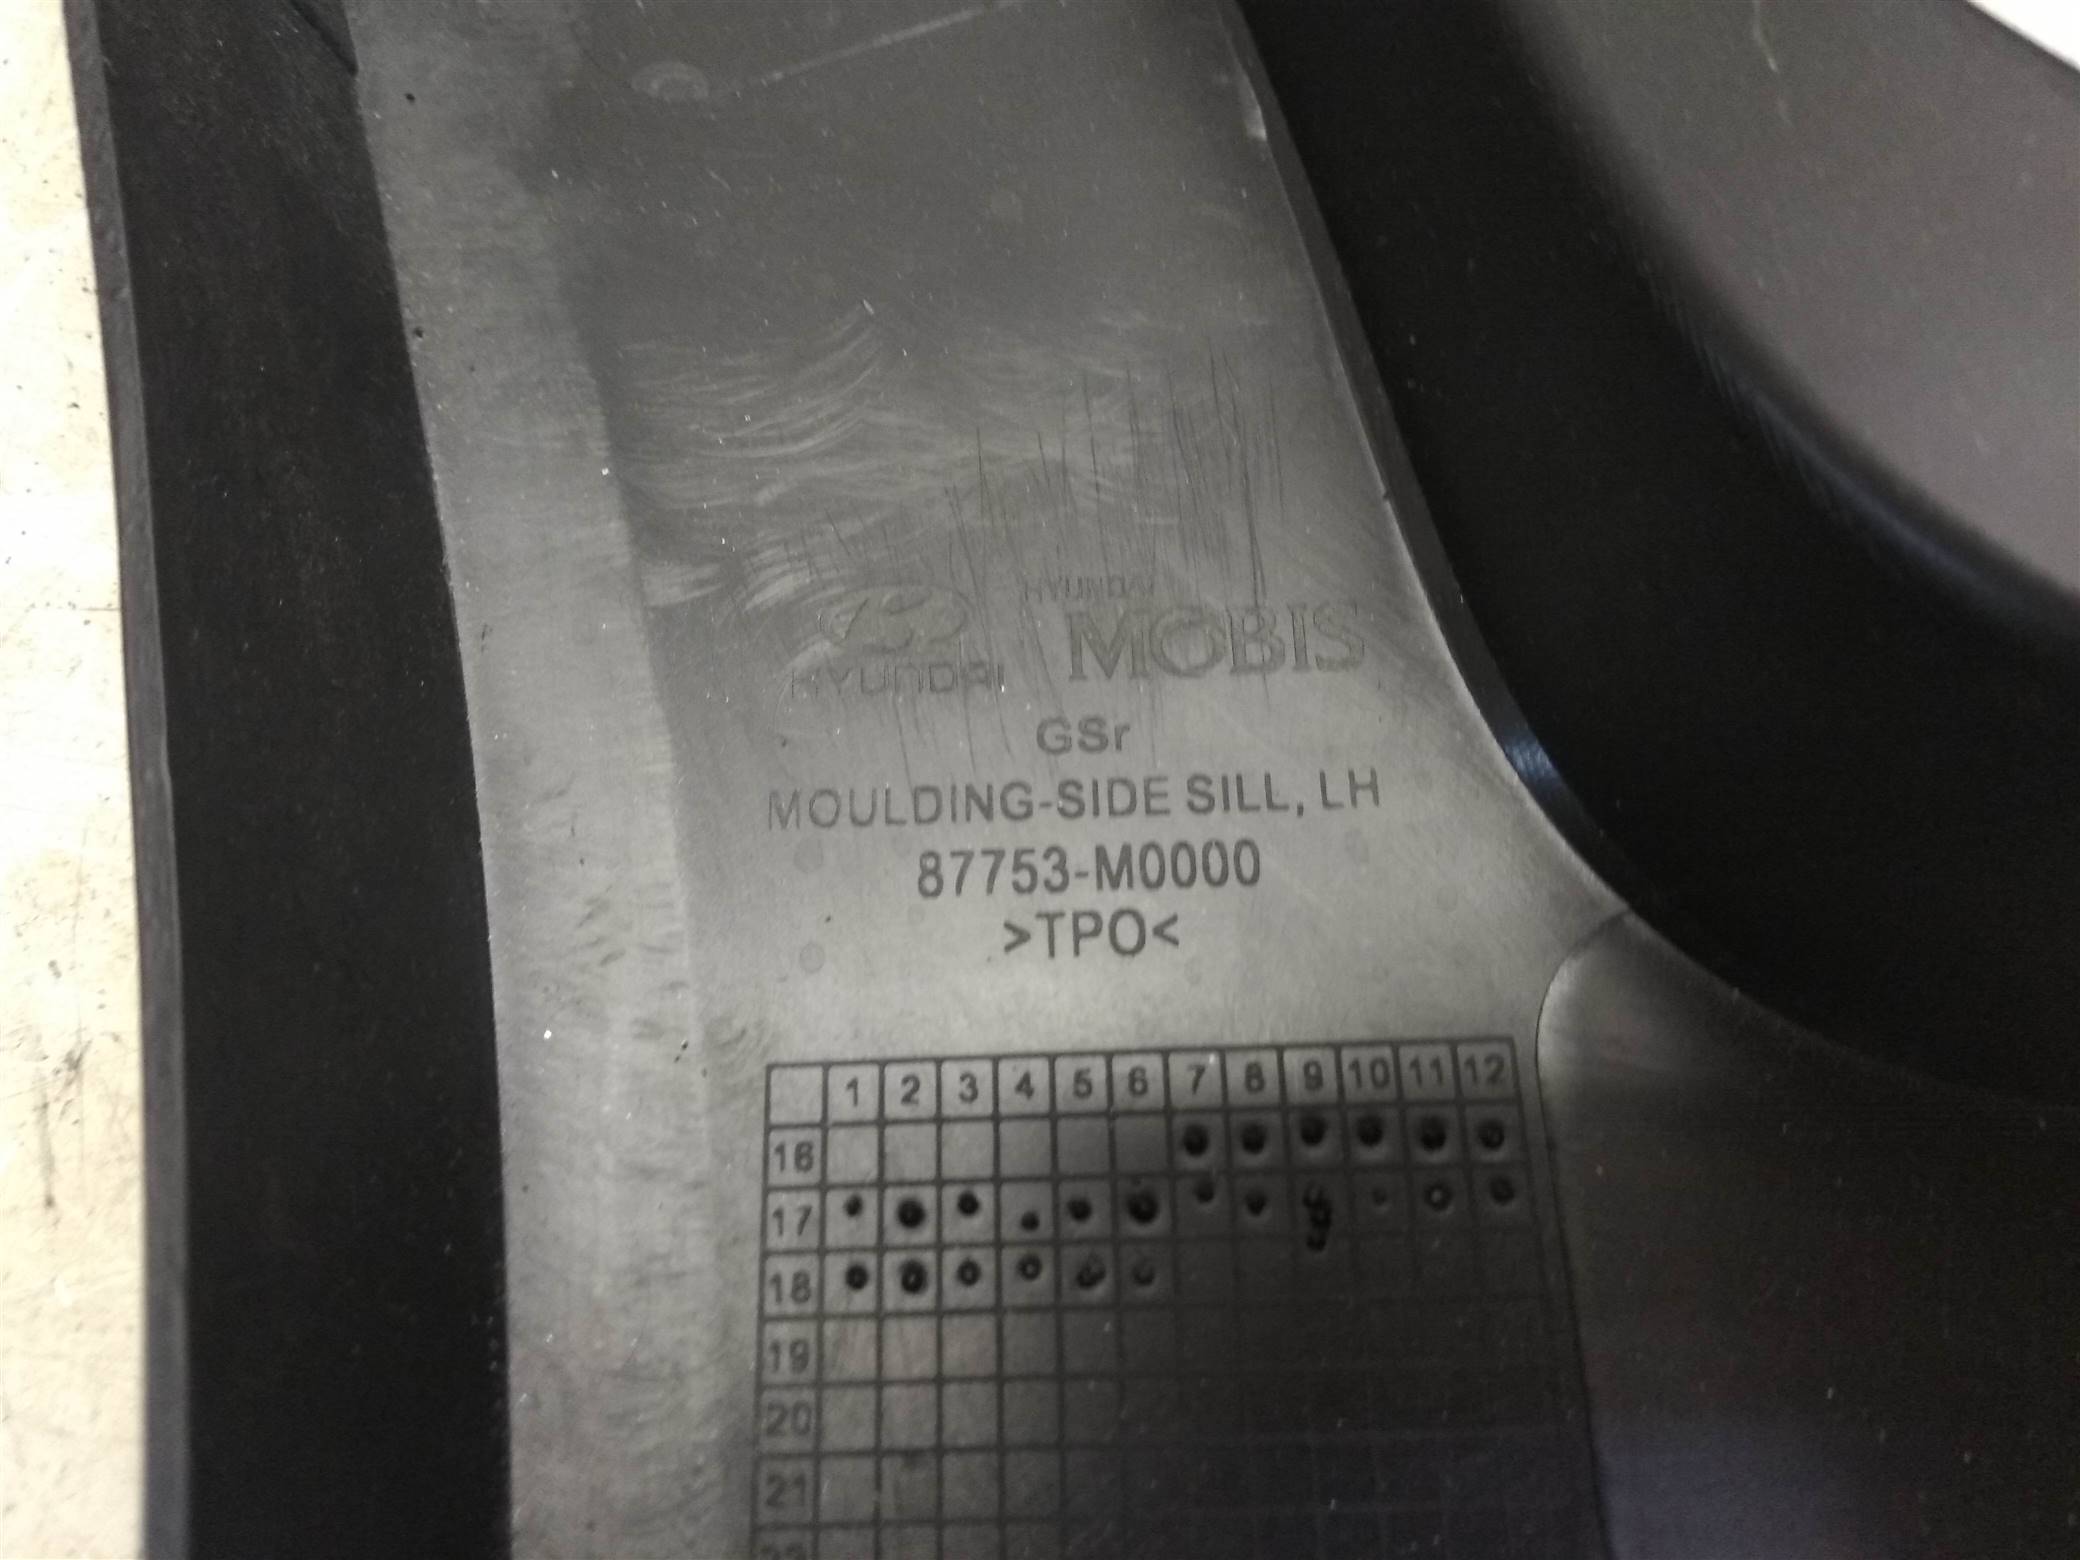 HYUNDAI
HYUNDAI
MOBIS
GSr
MOULDING-SIDE SILL, LH
87753-M0000
>TPO<
1 2 3 4 5 6 7 8 9 10 11 12
16
17
18
19
20
21